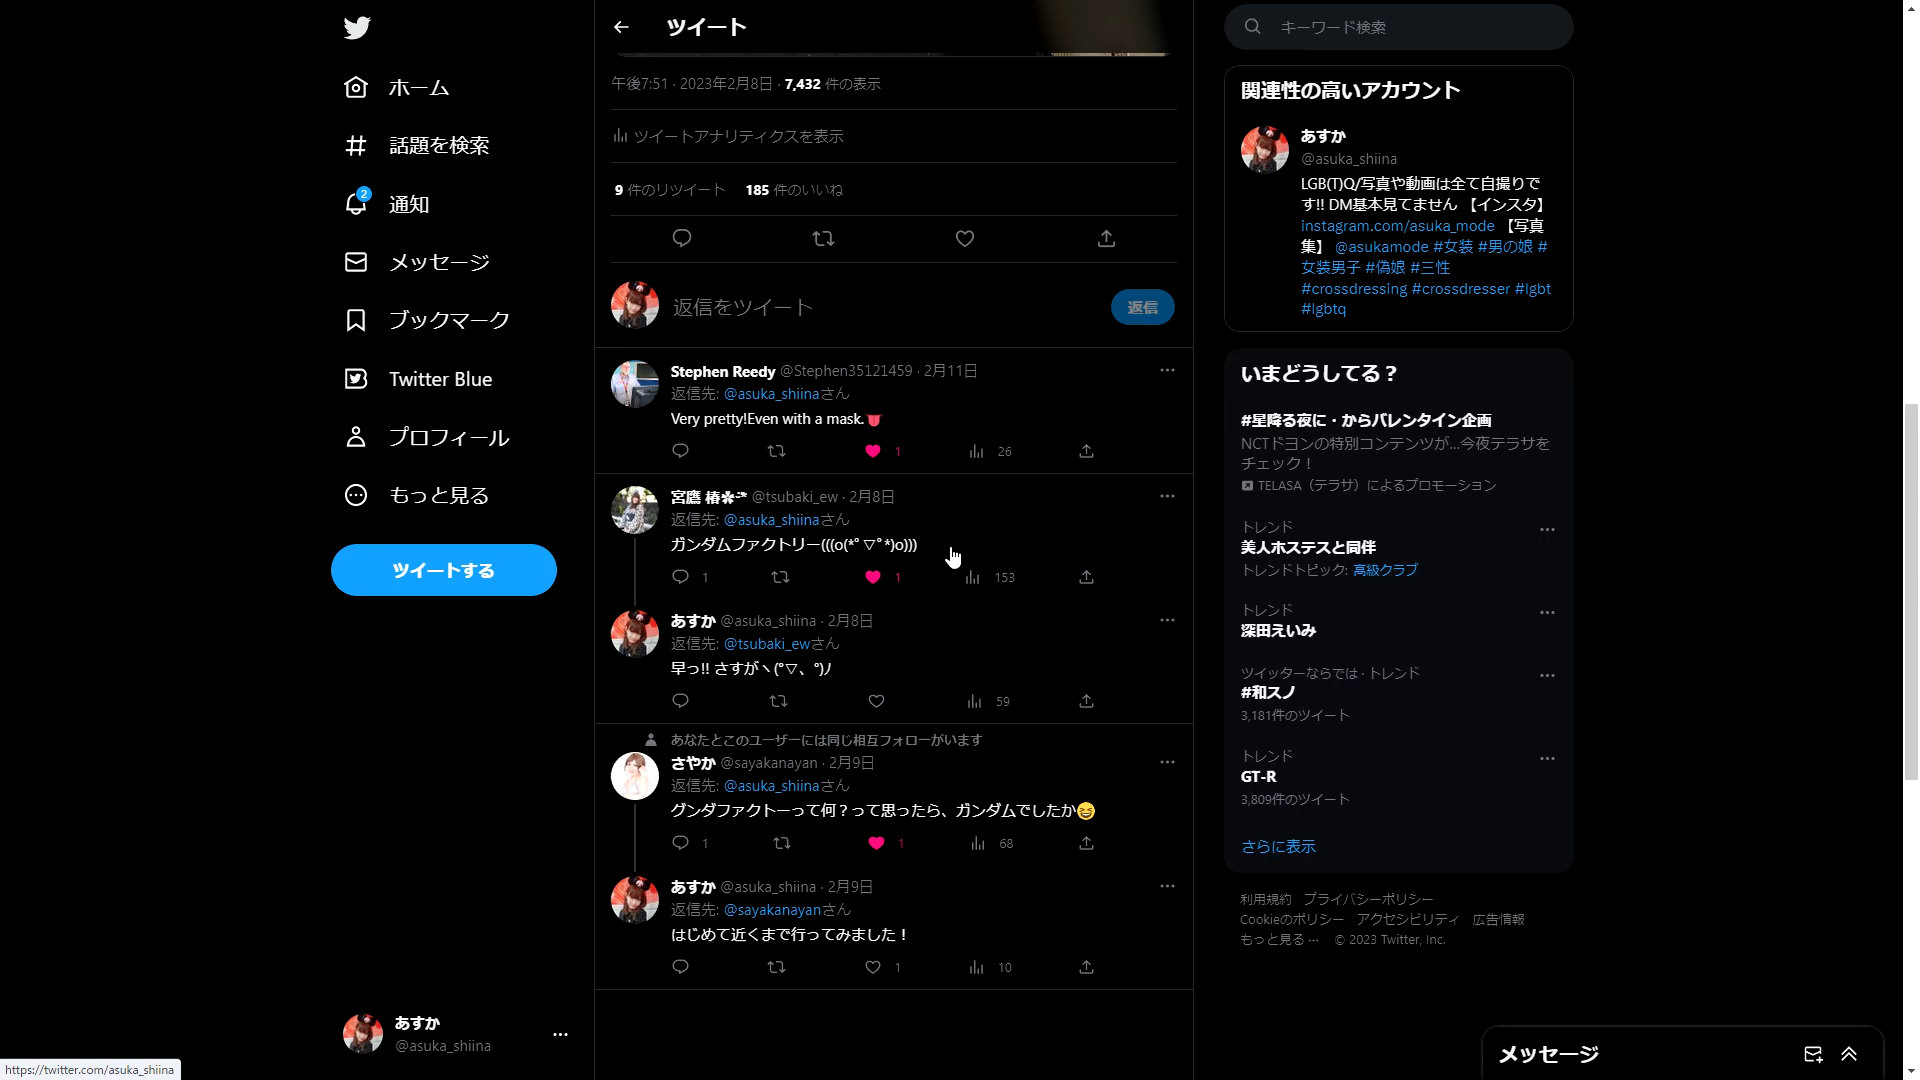 ホーム
話題を検索
2
通知
メッセージ
ブックマーク
Twitter Blue
プロフィール
もっと見る
ツイートする
あすか
@asuka_shiina
https://twitter.com/asuka_shiina
ツイート
午後7:51 · 2023年2月8日 · 7,432 件の表示
ツイートアナリティクスを表示
9 件のリツイート 185 件のいいね
返信をツイート
返信
Stephen Reedy @Stephen35121459 · 2月11日
返信先: @asuka_shiinaさん
Very pretty!Even with a mask.👅
1 26
宮鷹 椿✿༻* @tsubaki_ew · 2月8日
返信先: @asuka_shiinaさん
ガンダムファクトリー(((o(*ﾟ▽ﾟ*)o)))
1 1 153
あすか @asuka_shiina · 2月8日
返信先: @tsubaki_ewさん
早っ!! さすがヽ(°▽、°)ﾉ
59
あなたとこのユーザーには同じ相互フォローがいます
さやか @sayakanayan · 2月9日
返信先: @asuka_shiinaさん
グンダファクトーって何？って思ったら、ガンダムでしたか😆
1 1 68
あすか @asuka_shiina · 2月9日
返信先: @sayakanayanさん
はじめて近くまで行ってみました！
1 10
キーワード検索
関連性の高いアカウント
あすか
@asuka_shiina
LGB(T)Q/写真や動画は全て自撮りで
す!! DM基本見てません 【インスタ】
instagram.com/asuka_mode 【写真
集】 @asukamode #女装 #男の娘 #
女装男子 #偽娘 #三性
#crossdressing #crossdresser #lgbt
#lgbtq
いまどうしてる？
#星降る夜に・からバレンタイン企画
NCTドヨンの特別コンテンツが...今夜テラサを
チェック！
TELASA（テラサ）によるプロモーション
トレンド
美人ホステスと同伴
トレンドトピック: 高級クラブ
トレンド
深田えいみ
ツイッターならでは · トレンド
#和スノ
3,181件のツイート
トレンド
GT-R
3,809件のツイート
さらに表示
利用規約 プライバシーポリシー
Cookieのポリシー アクセシビリティ 広告情報
もっと見る ··· © 2023 Twitter, Inc.
メッセージ